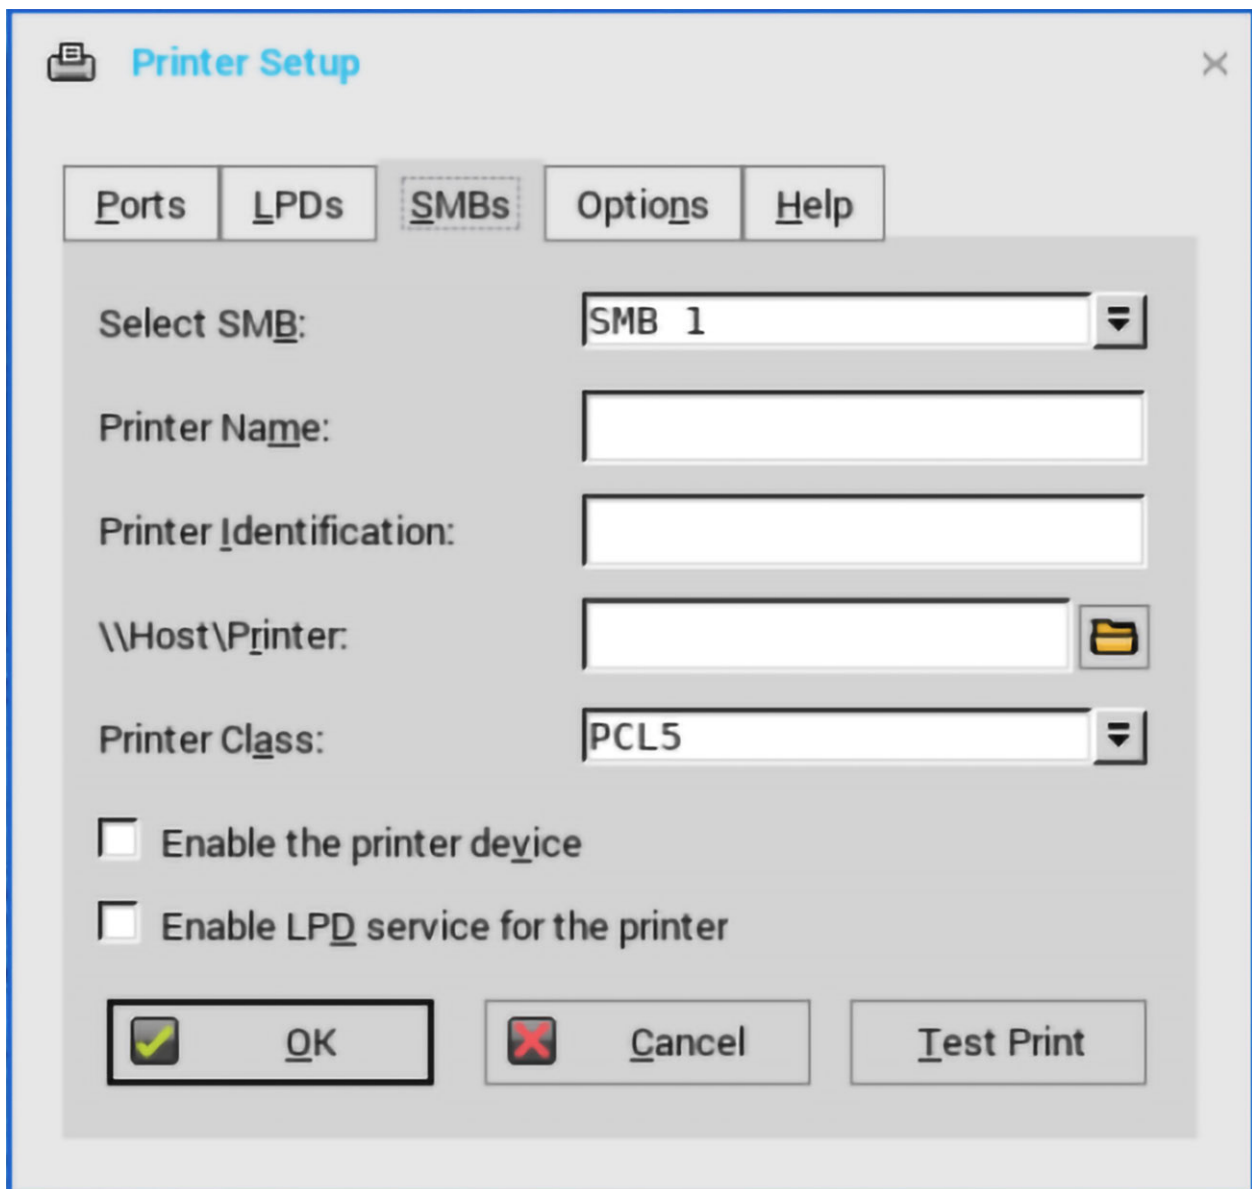 Printer Setup
Ports LPDs SMBs Options Help
Select SMB: SMB 1
Printer Name:
Printer Identification:
\\Host\Printer:
Printer Class: PCL5
Enable the printer device
Enable LPD service for the printer
OK Cancel Test Print